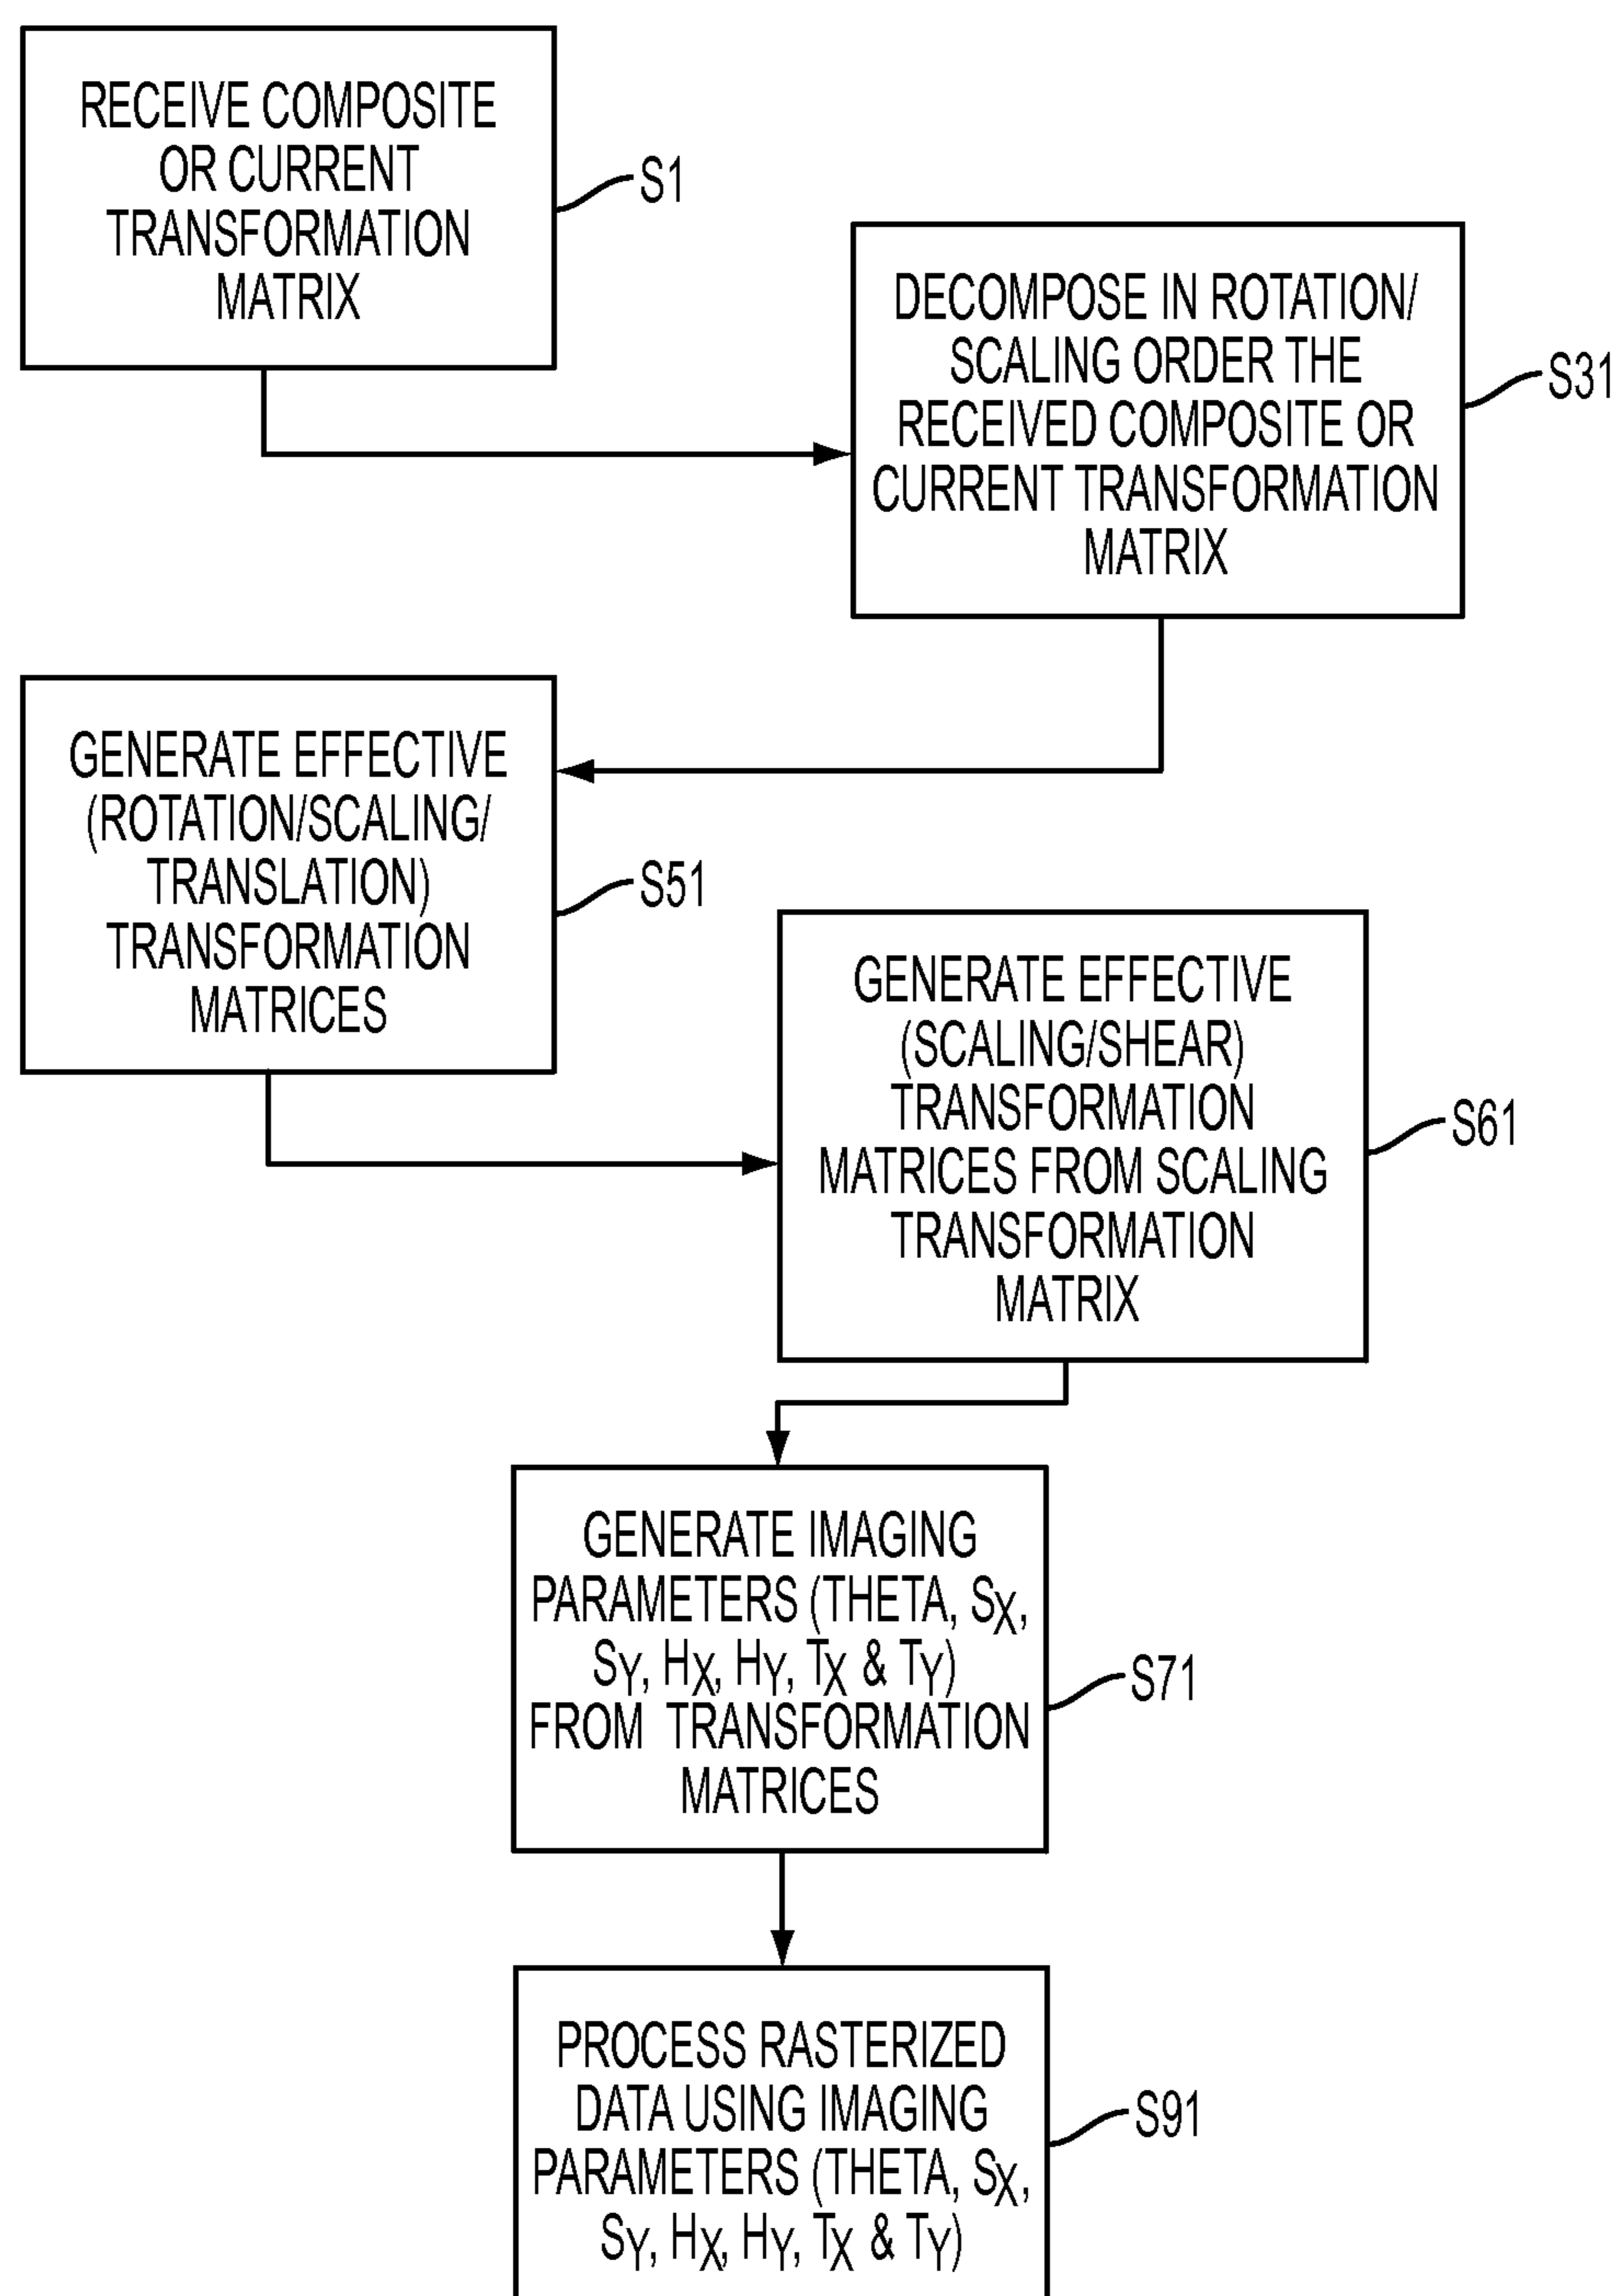 RECEIVE COMPOSITE
OR CURRENT
TRANSFORMATION
MATRIX
S1
DECOMPOSE IN ROTATION/
SCALING ORDER THE
RECEIVED COMPOSITE OR
CURRENT TRANSFORMATION
MATRIX
S31
GENERATE EFFECTIVE
(ROTATION/SCALING/
TRANSLATION)
TRANSFORMATION
MATRICES
S51
GENERATE EFFECTIVE
(SCALING/SHEAR)
TRANSFORMATION
MATRICES FROM SCALING
TRANSFORMATION
MATRIX
S61
GENERATE IMAGING
PARAMETERS (THETA, SX,
SY, HX, HY, TX & TY)
FROM TRANSFORMATION
MATRICES
S71
PROCESS RASTERIZED
DATA USING IMAGING
PARAMETERS (THETA, SX,
SY, HX, HY, TX & TY)
S91